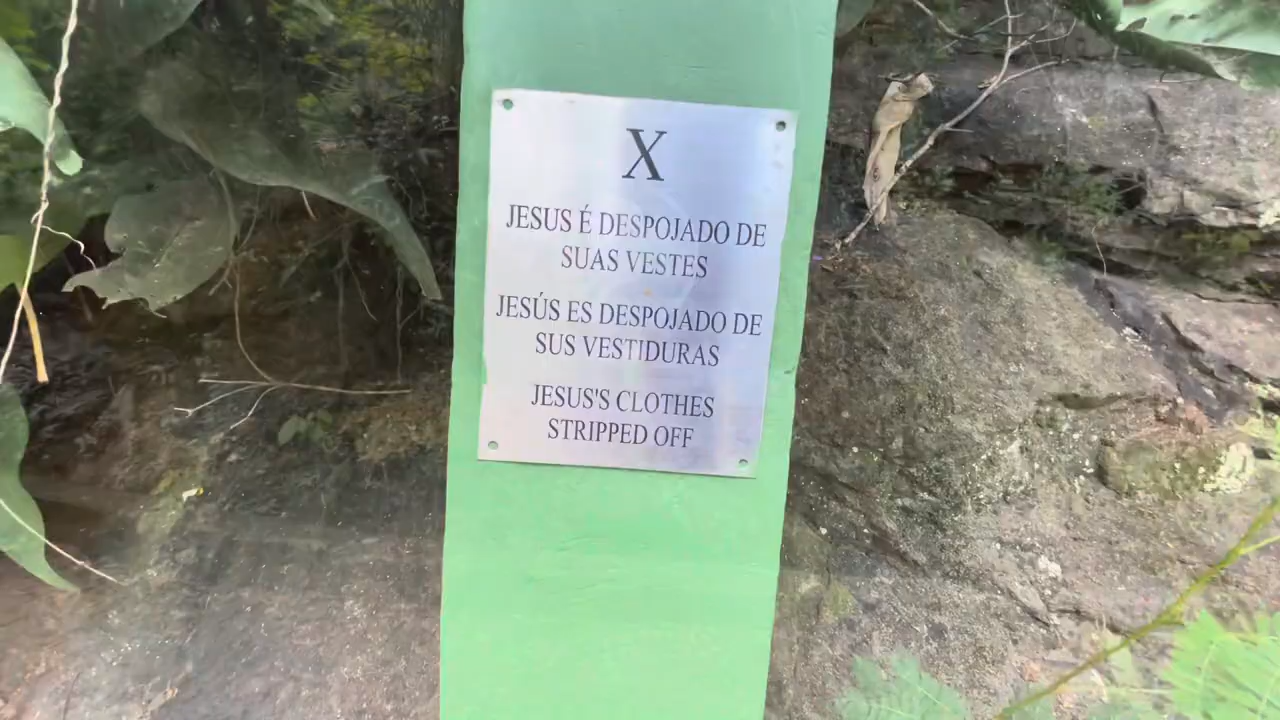 X
JESUS É DESPOJADO DE
SUAS VESTES
JESÚS ES DESPOJADO DE
SUS VESTIDURAS
JESUS'S CLOTHES
STRIPPED OFF